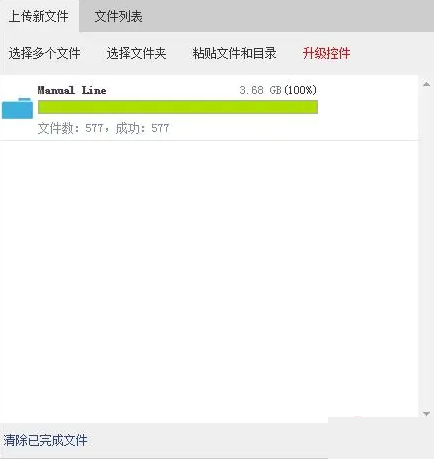 上传新文件 文件列表
选择多个文件 选择文件夹 粘贴文件和目录 升级控件
Manual Line 3.68 GB(100%)
文件数：577，成功：577
清除已完成文件